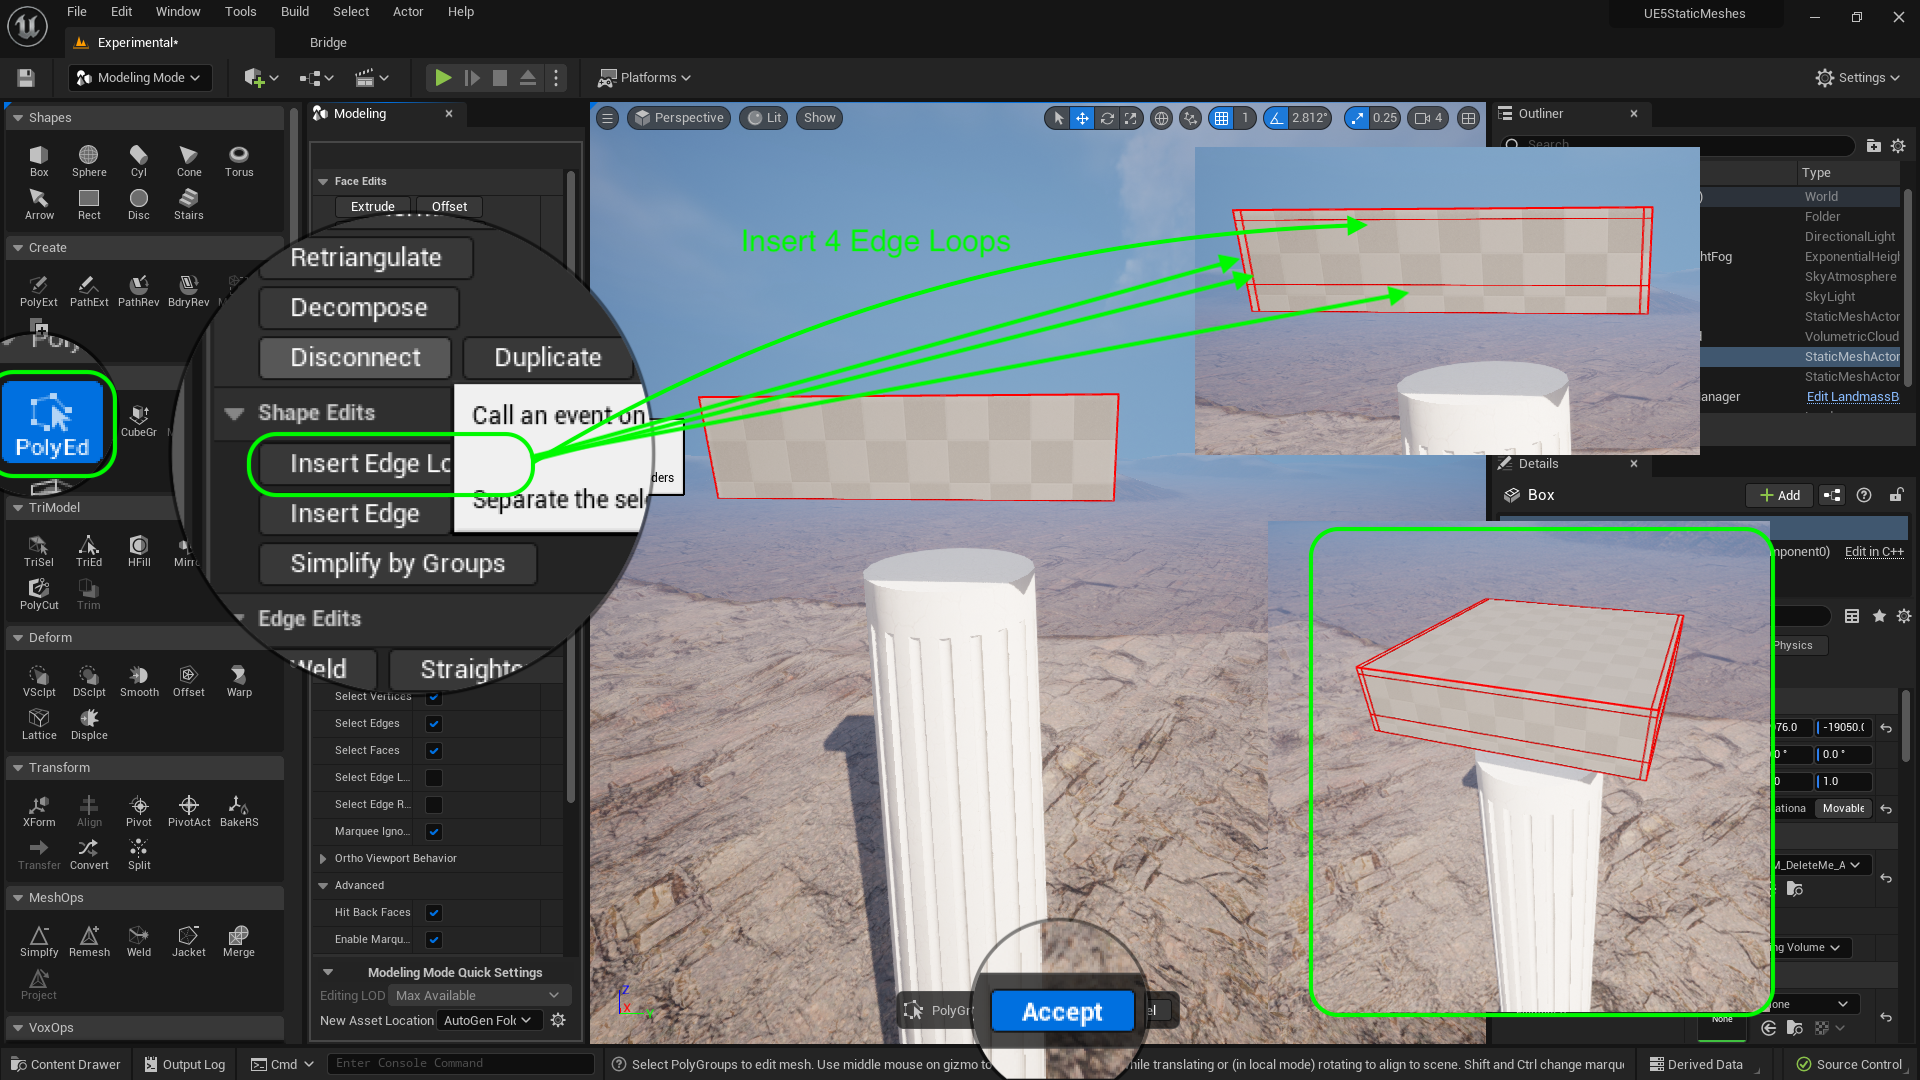 File Edit Window Tools Build Select Actor Help
UE5StaticMeshes
Experimental*
Bridge
Modeling Mode
Platforms
Settings
Shapes
Box Sphere Cyl Cone Torus
Arrow Rect Disc Stairs
Create
PolyExt PathExt PathRev BdryRev
PolyEd
CubeGr
TriModel
TriSel TriEd HFill
PolyCut Trim
Deform
VSclpt DSclpt Smooth Offset Warp
Lattice Displce
Transform
XForm Align Pivot PivotAct BakeRS
Transfer Convert Split
MeshOps
Simplfy Remesh Weld Jacket Merge
Project
VoxOps
Modeling
Face Edits
Extrude Offset
Retriangulate
Decompose
Disconnect Duplicate
Shape Edits
Call an event on
Insert Edge Lo
ders
Insert Edge
Separate the sel
Simplify by Groups
Edge Edits
Weld Straighte
Select Vertices
Select Edges
Select Faces
Select Edge L...
Select Edge R...
Marquee Igno...
Ortho Viewport Behavior
Advanced
Hit Back Faces
Enable Marqu...
Modeling Mode Quick Settings
Editing LOD Max Available
New Asset Location AutoGen Fold
Perspective Lit Show
1 2.812° 0.25 4
Insert 4 Edge Loops
Z
X
Y
PolyGr
Accept
el
Outliner
Search
Type
World
Folder
DirectionalLight
htFog ExponentialHeigh
SkyAtmosphere
SkyLight
StaticMeshActor
VolumetricCloud
StaticMeshActor
StaticMeshActor
anager Edit LandmassB
Details
Box Add
mponent0) Edit in C++
Physics
76.0 -19050.0
0° 0.0°
0 1.0
ationa Movable
M_DeleteMe_A
ng Volume
one
None
Content Drawer Output Log Cmd Enter Console Command
Select PolyGroups to edit mesh. Use middle mouse on gizmo to
hile translating or (in local mode) rotating to align to scene. Shift and Ctrl change marqu
Derived Data Source Control